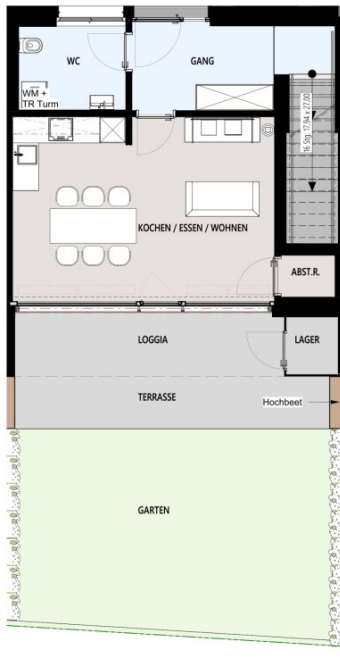 WC
GANG
WM +
TR Turm
16 Stg. 17,94 x 27,00
KOCHEN / ESSEN / WOHNEN
ABST.R.
LOGGIA
LAGER
TERRASSE
Hochbeet
GARTEN